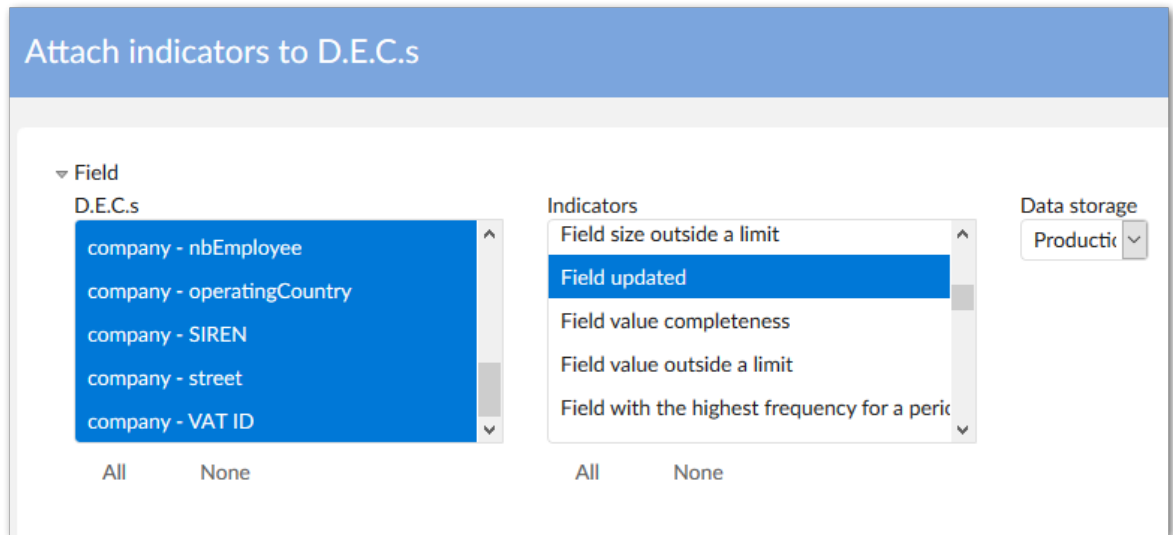 Attach indicators to D.E.C.s
Field
D.E.C.s
company - nbEmployee
company - operatingCountry
company - SIREN
company - street
company - VAT ID
All None
Indicators
Field size outside a limit
Field updated
Field value completeness
Field value outside a limit
Field with the highest frequency for a
All None
Data storage